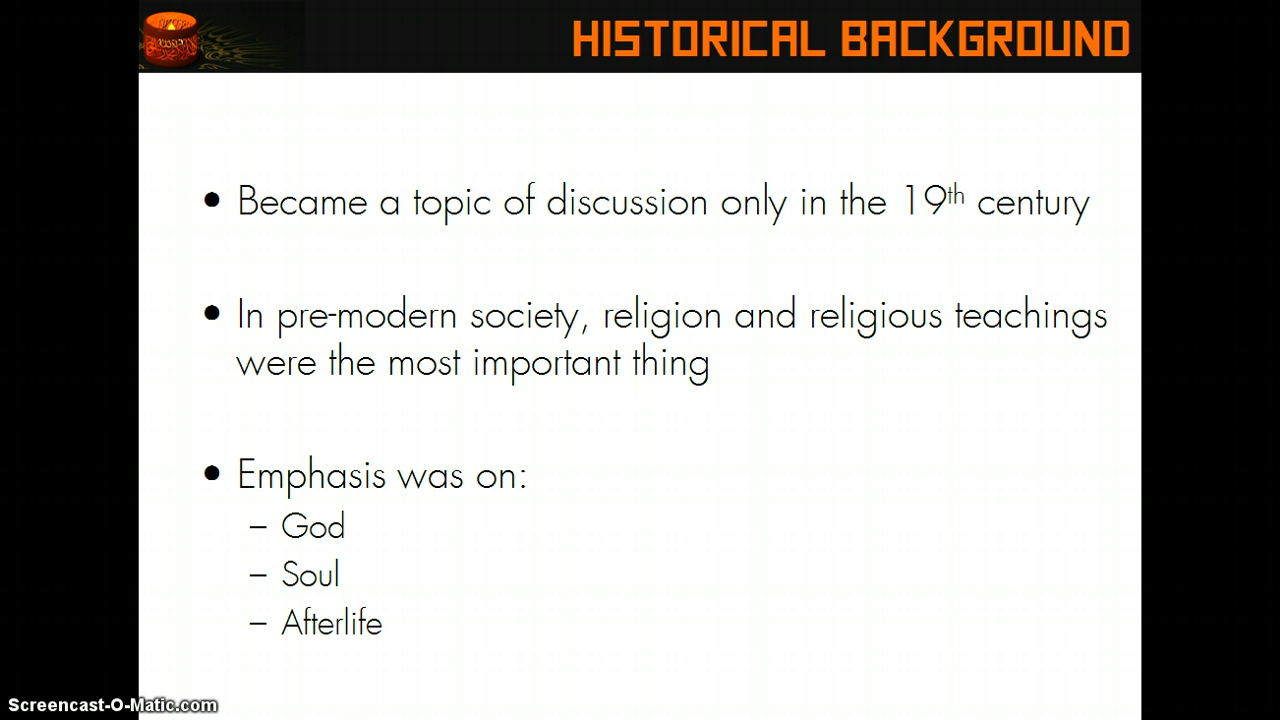 HISTORICAL BACKGROUND
• Became a topic of discussion only in the 19th century
• In pre-modern society, religion and religious teachings
were the most important thing
• Emphasis was on:
– God
– Soul
– Afterlife
Screencast-O-Matic.com